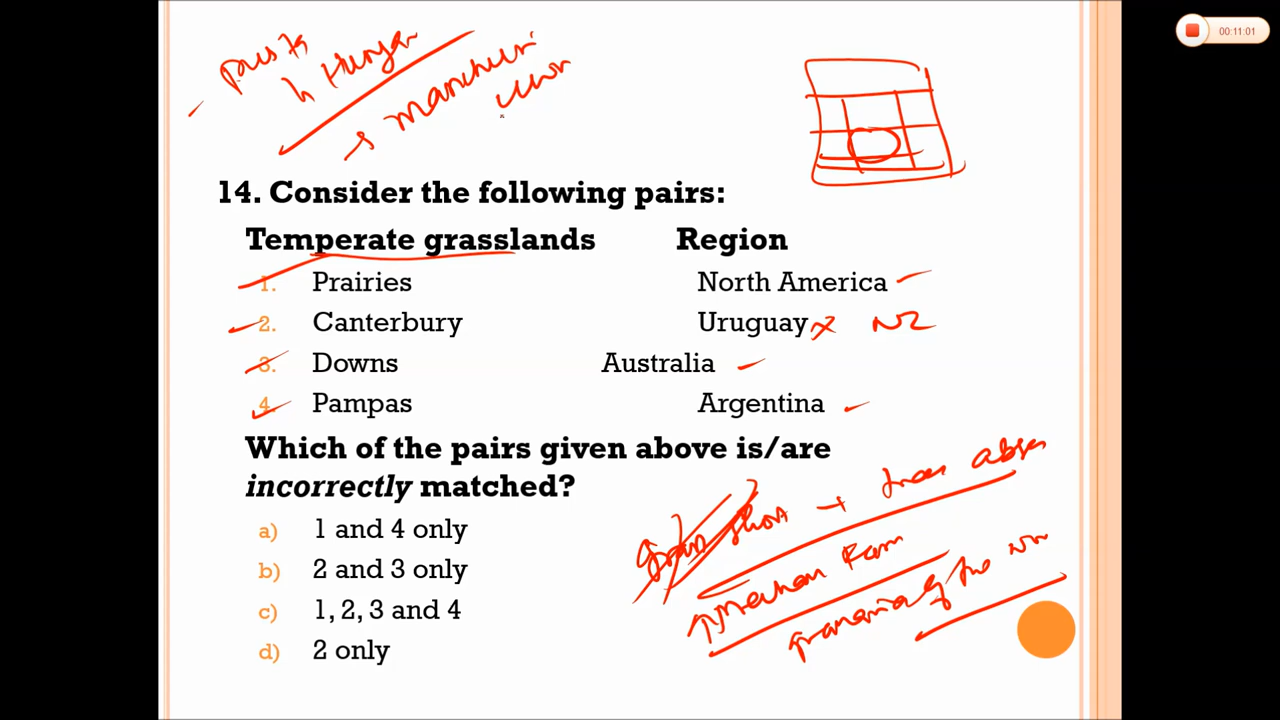 00:11:01
14. Consider the following pairs:
Temperate grasslands Region
1. Prairies North America
2. Canterbury Uruguay x NZ
3. Downs Australia
4. Pampas Argentina
Which of the pairs given above is/are
incorrectly matched?
a) 1 and 4 only
b) 2 and 3 only
c) 1, 2, 3 and 4
d) 2 only